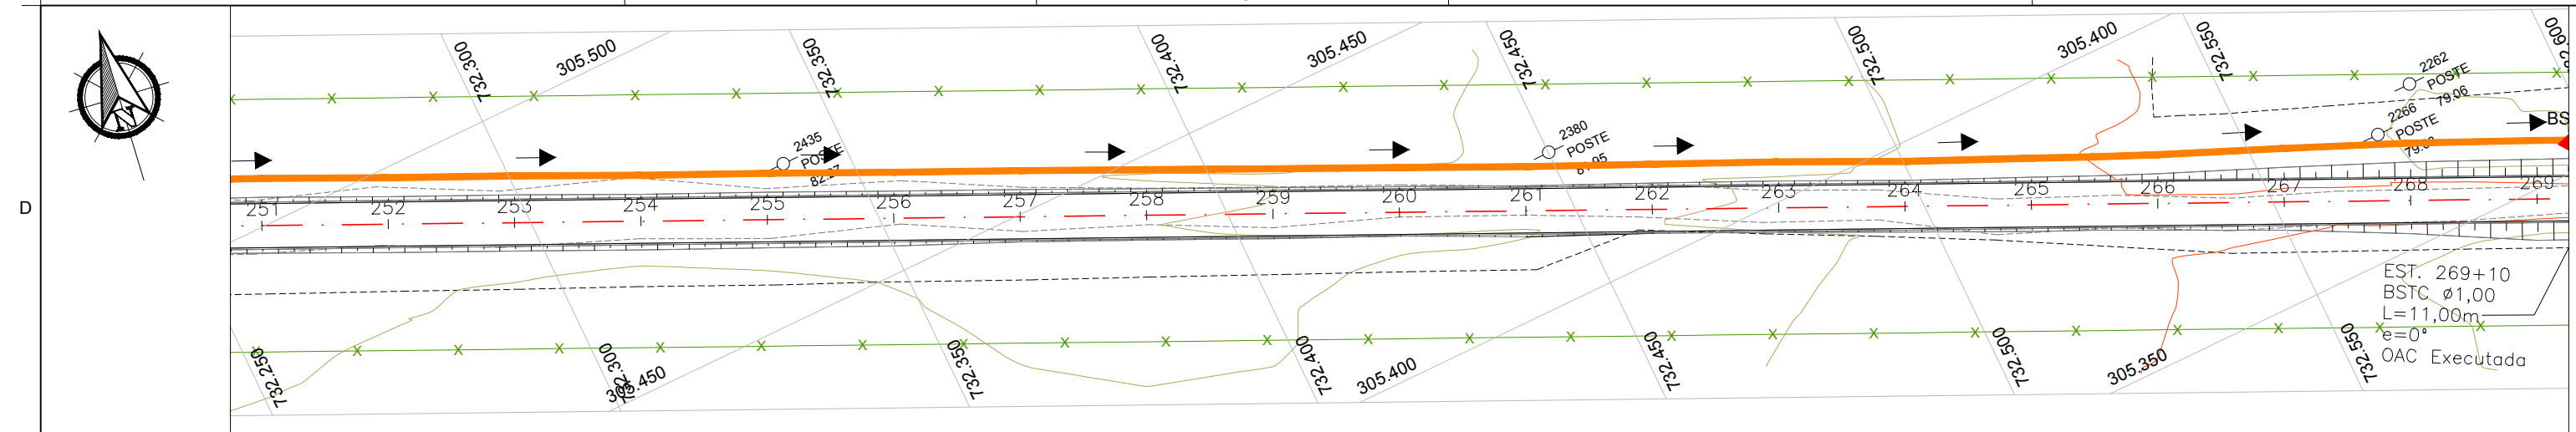 732.300
305.500
732.350
732.400
305.450
732.450
732.500
305.400
732.550
2262
POSTE
79.06
2435
POSTE
2380
POSTE
2266
POSTE
BS
N
D
251 252 253 254 255 256 257 258 259 260 261 262 263 264 265 266 267 268 269
732.250
732.300
305.450
732.350
732.400
305.400
732.450
732.500
305.350
732.550
EST. 269+10
BSTC ø1,00
L=11,00m
e=0°
OAC Executada